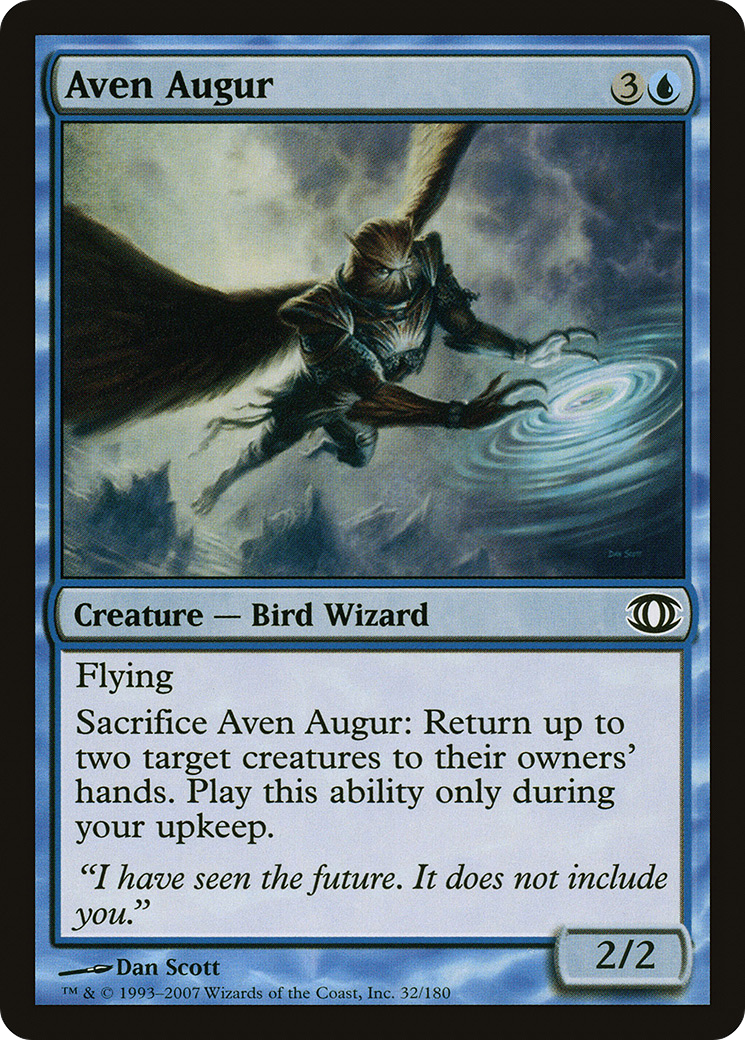 Aven Augur 3
DAN SCOTT
Creature — Bird Wizard
Flying
Sacrifice Aven Augur: Return up to
two target creatures to their owners’
hands. Play this ability only during
your upkeep.
“I have seen the future. It does not include
you.”
2/2
Dan Scott
™ & © 1993–2007 Wizards of the Coast, Inc. 32/180